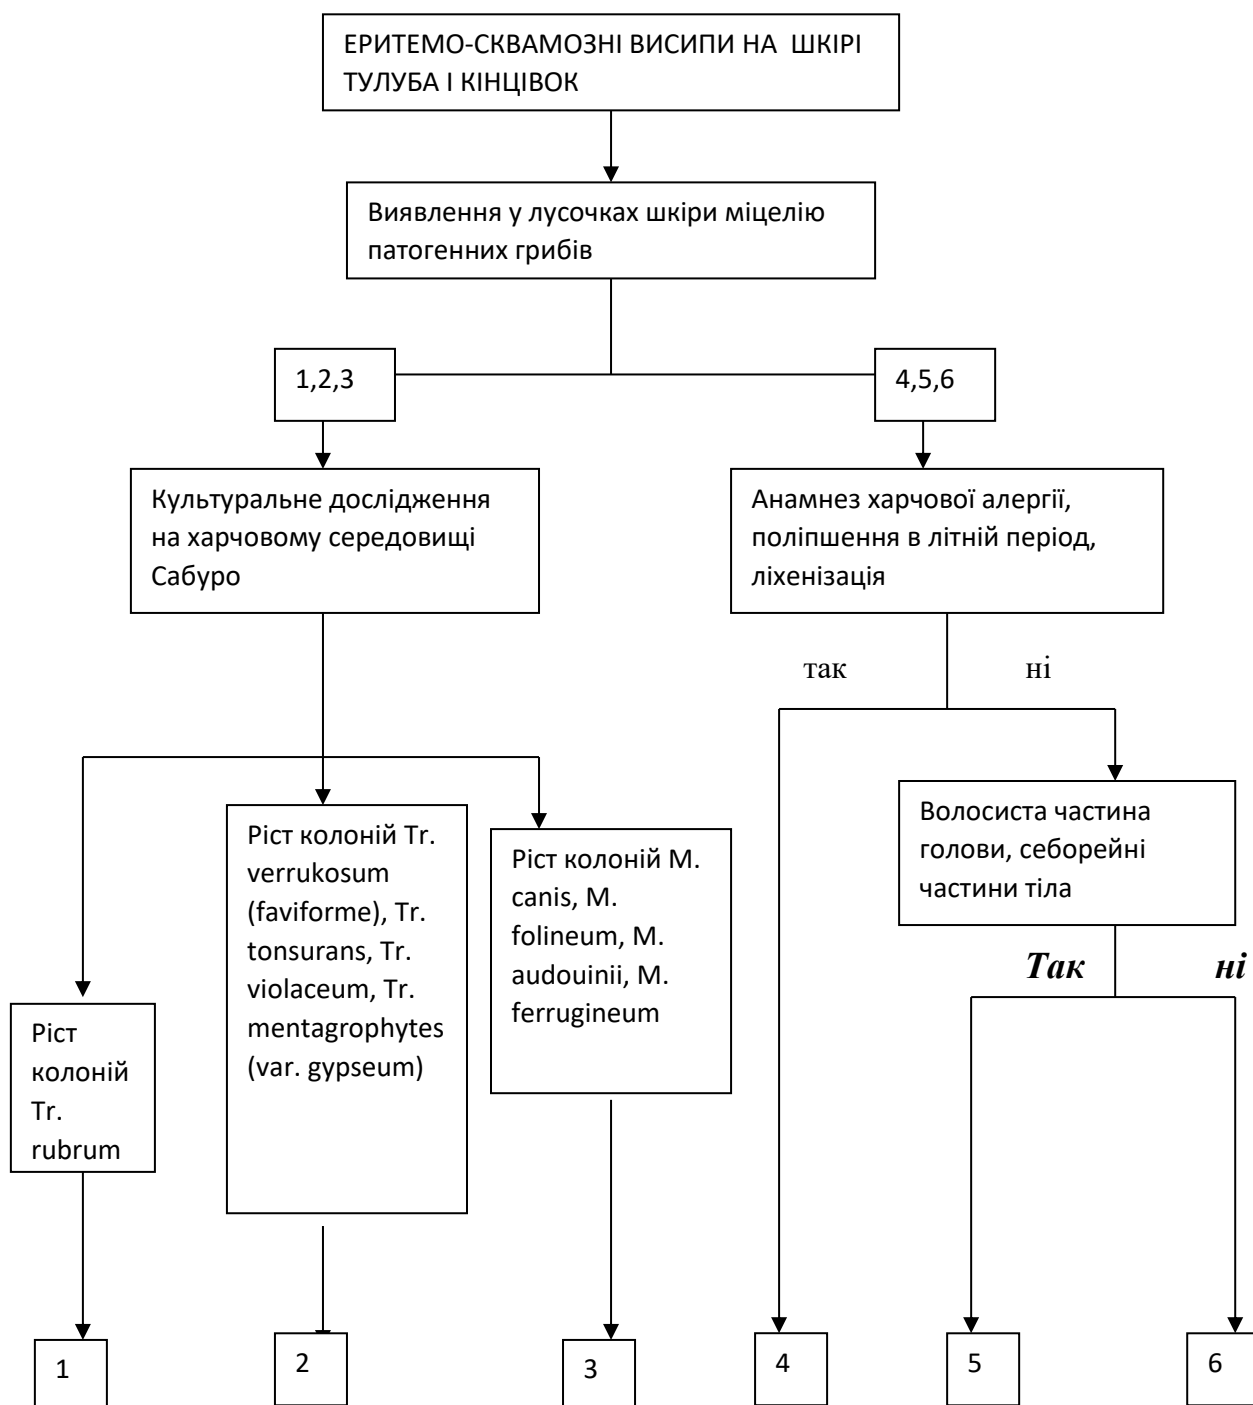 ЕРИТЕМО-СКВАМОЗНІ ВИСИПИ НА ШКІРІ
ТУЛУБА І КІНЦІВОК
Виявлення у лусочках шкіри міцелію
патогенних грибів
1,2,3
4,5,6
Культуральне дослідження
на харчовому середовищі
Сабуро
Анамнез харчової алергії,
поліпшення в літній період,
ліхенізація
так
ні
Волосиста частина
голови, себорейні
частини тіла
Так
ні
Ріст
колоній
Tr.
rubrum
Ріст колоній Tr.
verrukosum
(faviforme), Tr.
tonsurans, Tr.
violaceum, Tr.
mentagrophytes
(var. gypseum)
Ріст колоній M.
canis, M.
folineum, M.
audouinii, M.
ferrugineum
1
2
3
4
5
6